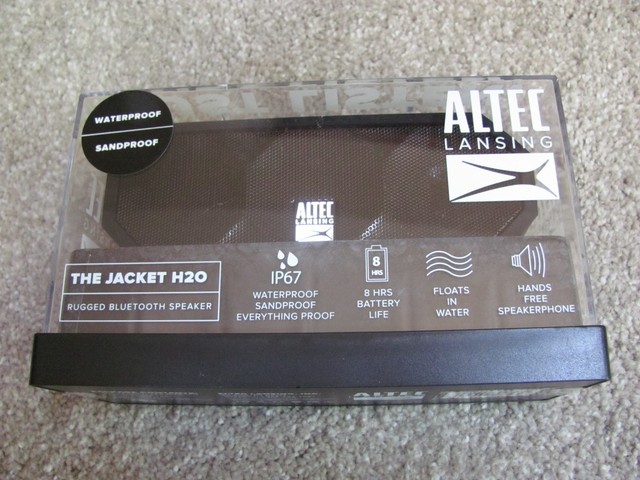 WATERPROOF
SANDPROOF
ALTEC
LANSING
ALTEC
LANSING
THE JACKET H2O
RUGGED BLUETOOTH SPEAKER
IP67
WATERPROOF
SANDPROOF
EVERYTHING PROOF
8
HRS
8 HRS
BATTERY
LIFE
FLOATS
IN
WATER
HANDS
FREE
SPEAKERPHONE